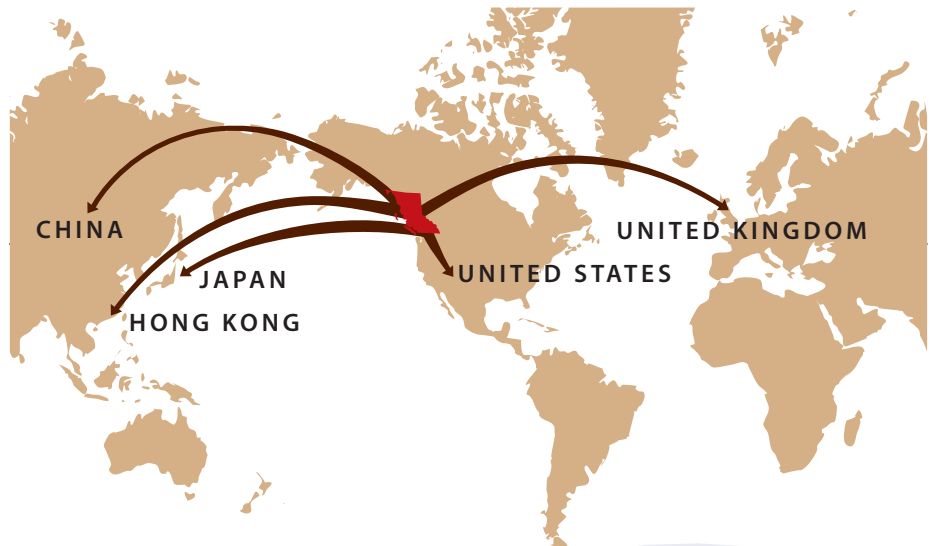 CHINA
UNITED KINGDOM
JAPAN
UNITED STATES
HONG KONG